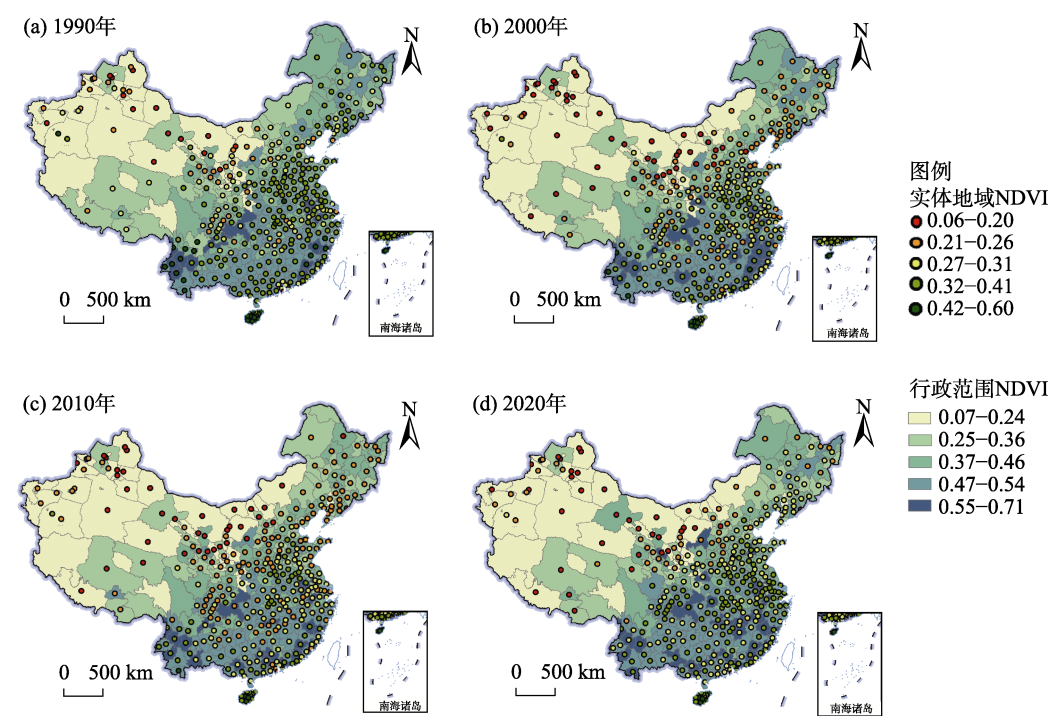 (a) 1990年
N
0 500 km
南海诸岛
(b) 2000年
N
0 500 km
南海诸岛
图例
实体地域NDVI
0.06−0.20
0.21−0.26
0.27−0.31
0.32−0.41
0.42−0.60
(c) 2010年
N
0 500 km
南海诸岛
(d) 2020年
N
0 500 km
南海诸岛
行政范围NDVI
0.07−0.24
0.25−0.36
0.37−0.46
0.47−0.54
0.55−0.71